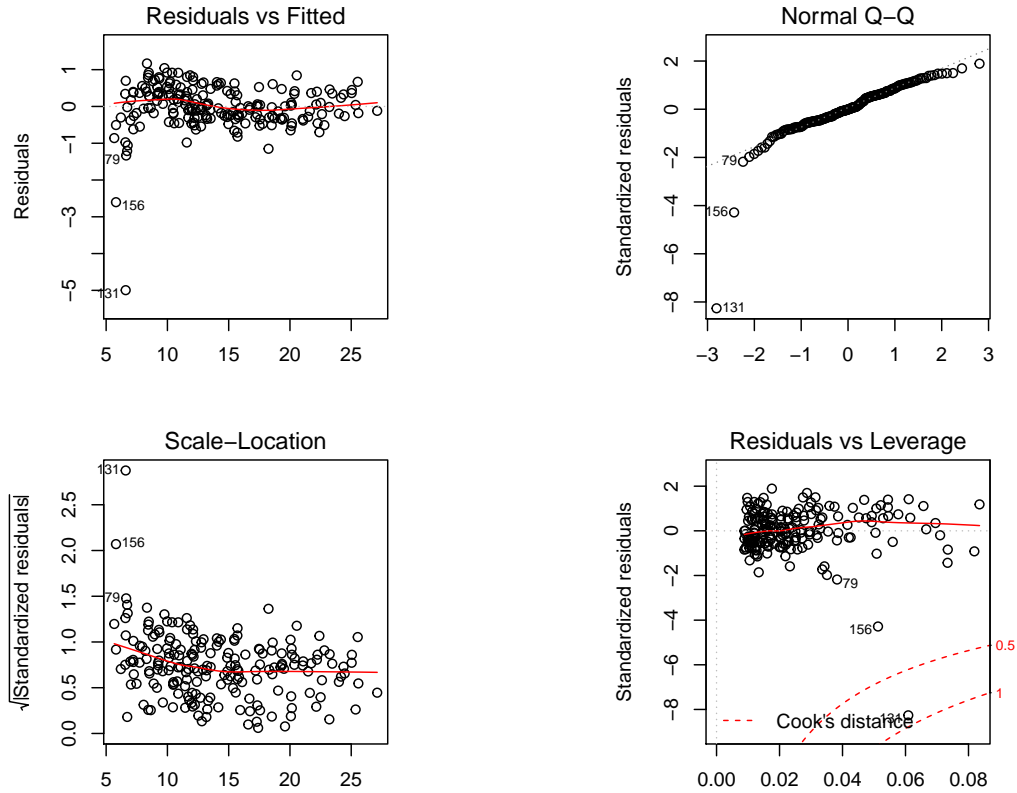 Residuals vs Fitted
Residuals
1
0
−1
−3
−5
79
156
131
5 10 15 20 25
Normal Q−Q
Standardized residuals
2
0
−2
−4
−6
−8
79
156
131
−3 −2 −1 0 1 2 3
Scale−Location
√|Standardized residuals|
2.5
2.0
1.5
1.0
0.5
0.0
131
156
79
5 10 15 20 25
Residuals vs Leverage
Standardized residuals
2
0
−2
−4
−6
−8
79
156
131
0.5
1
Cook's distance
0.00 0.02 0.04 0.06 0.08